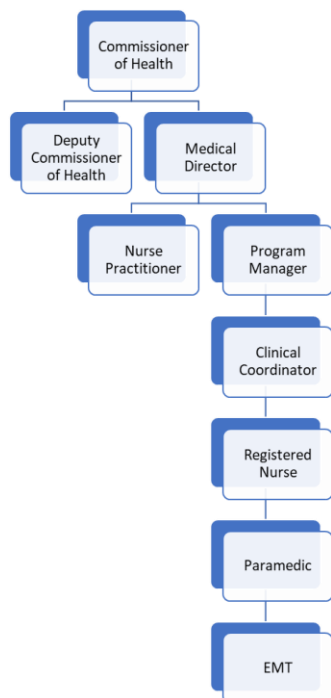 Commissioner
of Health
Deputy
Commissioner
of Health
Medical
Director
Nurse
Practitioner
Program
Manager
Clinical
Coordinator
Registered
Nurse
Paramedic
EMT